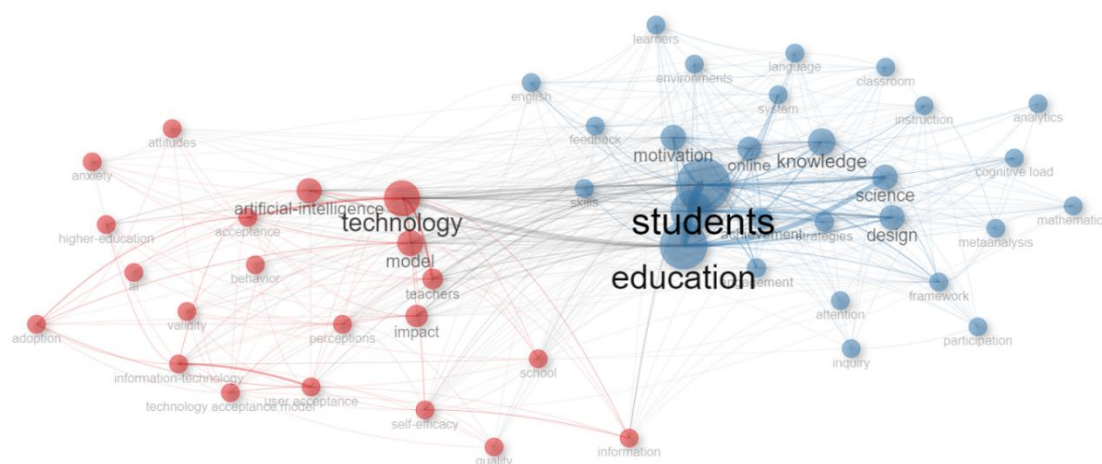 learners
environments
language
classroom
english
system
instruction
analytics
attitudes
feedback
motivation
online
knowledge
cognitive load
anxiety
science
artificial-intelligence
skills
mathematic
technology
students
acceptance
achievement
strategies
design
metaanalysis
higher-education
model
education
behavior
ai
teachers
framework
validity
impact
attention
adoption
perceptions
participation
school
inquiry
information-technology
technology acceptance model
user acceptance
self-efficacy
information
quality